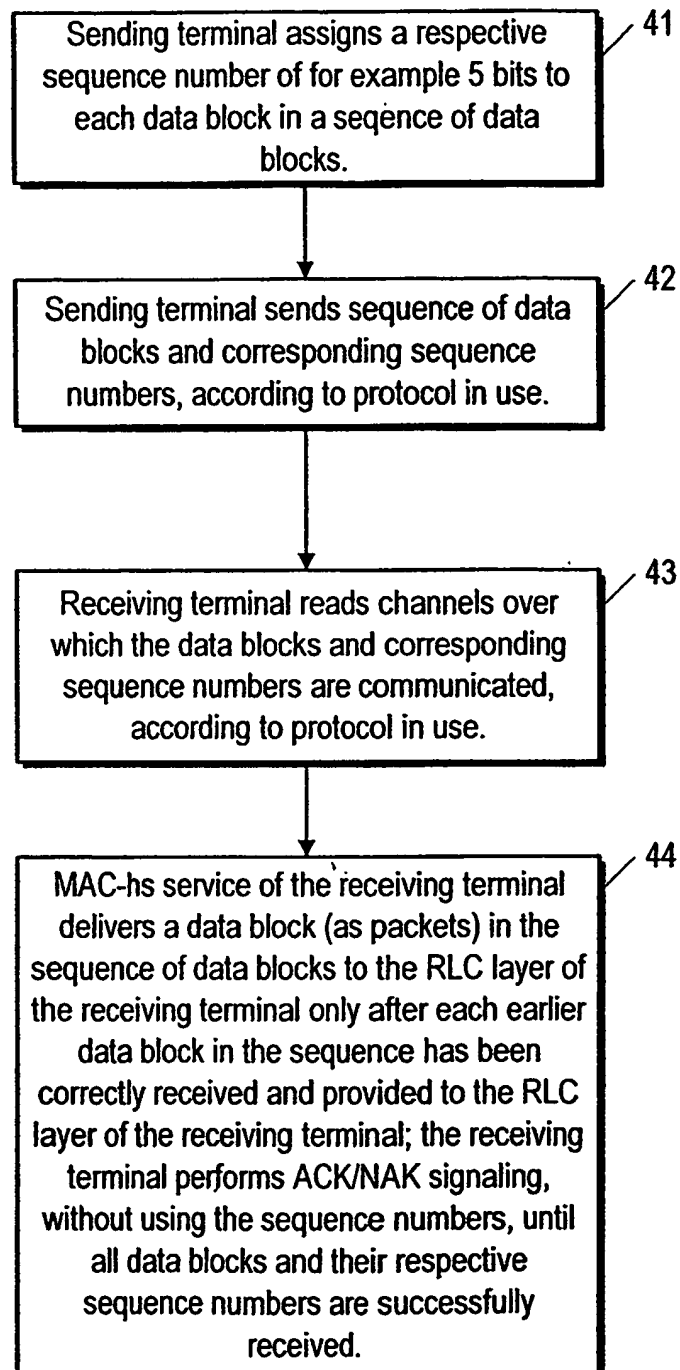 Sending terminal assigns a respective
41
sequence number of for example 5 bits to
each data block in a seqence of data
blocks.
Sending terminal sends sequence of data
42
blocks and corresponding sequence
numbers, according to protocol in use.
Receiving terminal reads channels over
43
which the data blocks and corresponding
sequence numbers are communicated,
according to protocol in use.
MAC-hs service of the receiving terminal
44
delivers a data block (as packets) in the
sequence of data blocks to the RLC layer of
the receiving terminal only after each earlier
data block in the sequence has been
correctly received and provided to the RLC
layer of the receiving terminal; the receiving
terminal performs ACK/NAK signaling,
without using the sequence numbers, until
all data blocks and their respective
sequence numbers are successfully
received.